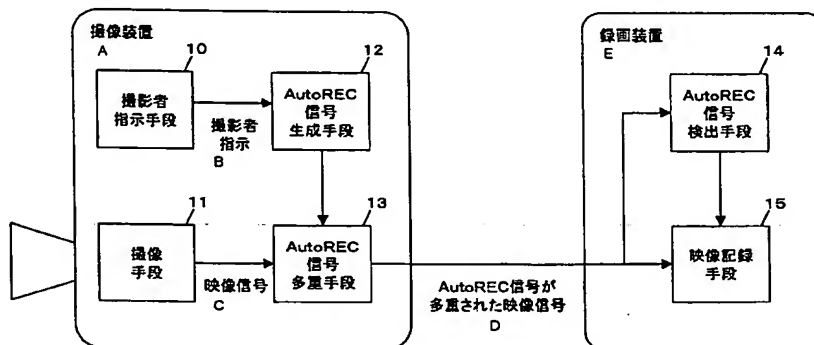 撮像装置
A
10
撮影者
指示手段
撮影者
指示
B
12
AutoREC
信号
生成手段
11
撮像
手段
映像信号
C
13
AutoREC
信号
多重手段
AutoREC信号が
多重された映像信号
D
録画装置
E
14
AutoREC
信号
検出手段
15
映像記録
手段